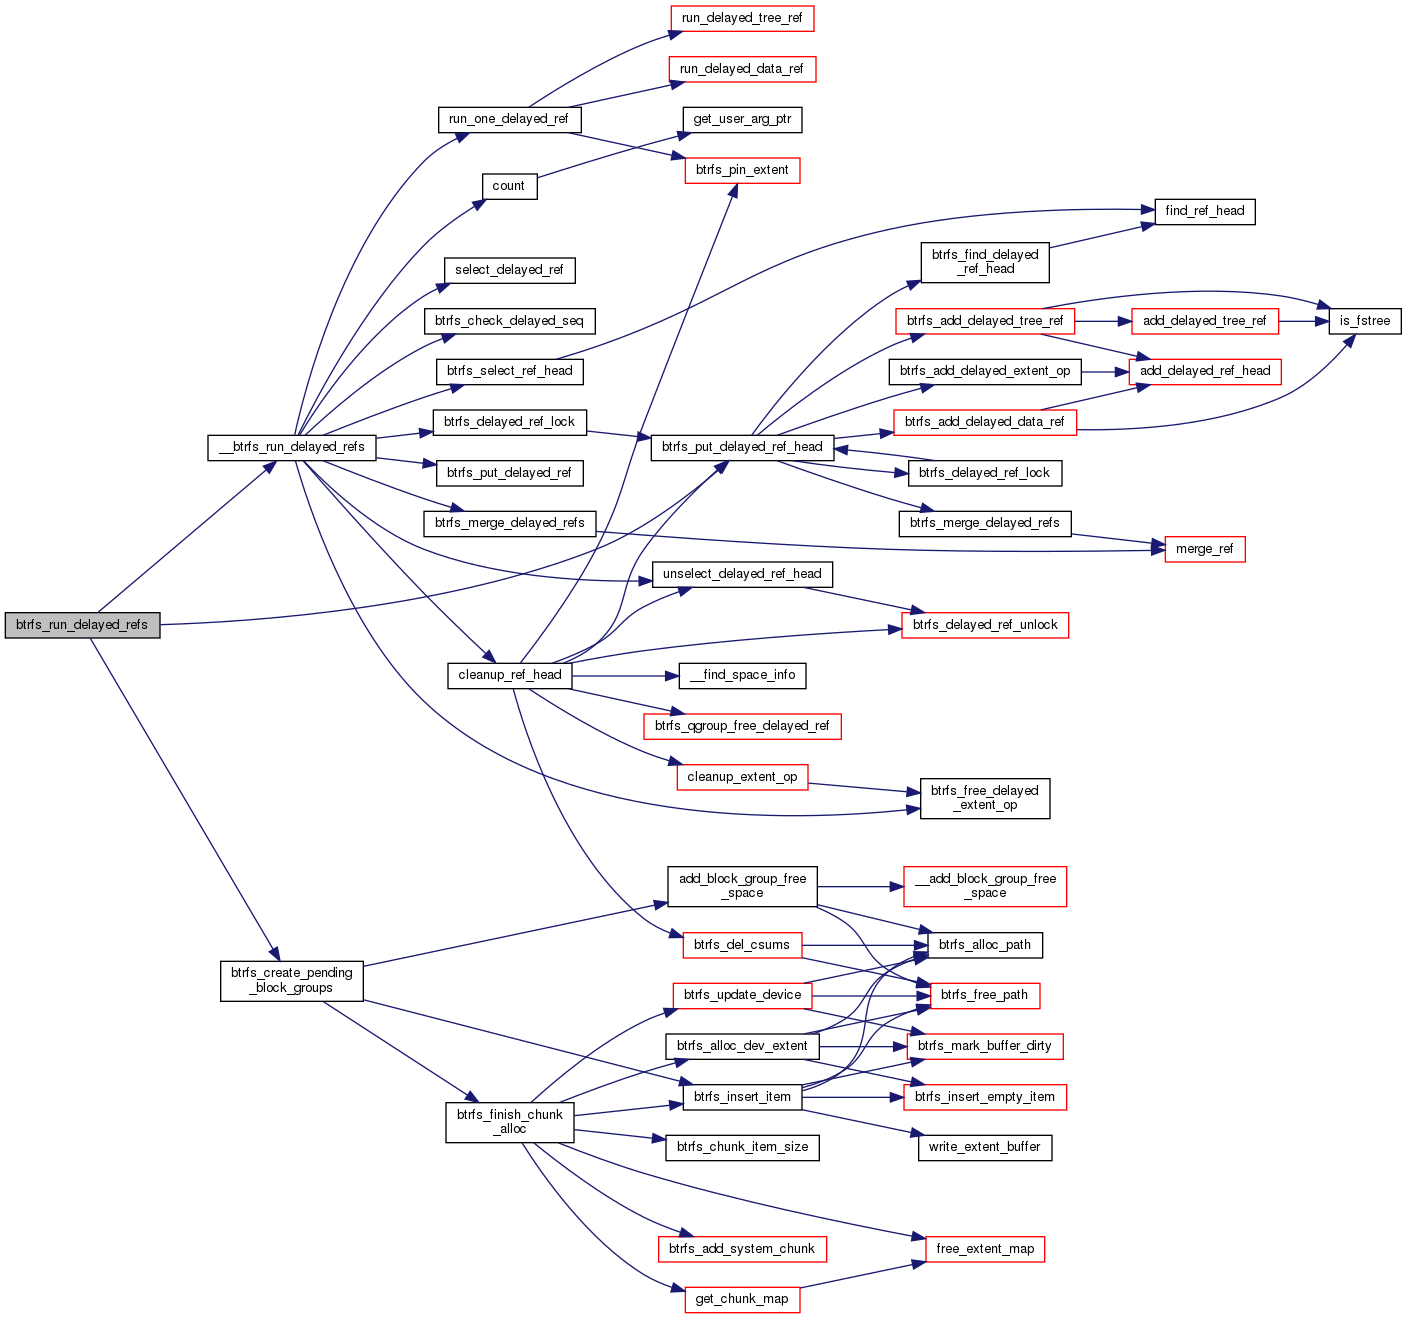 run_delayed_tree_ref
run_delayed_data_ref
run_one_delayed_ref
get_user_arg_ptr
btrfs_pin_extent
count
find_ref_head
btrfs_find_delayed
_ref_head
select_delayed_ref
btrfs_check_delayed_seq
btrfs_add_delayed_tree_ref
add_delayed_tree_ref
is_fstree
btrfs_select_ref_head
btrfs_add_delayed_extent_op
add_delayed_ref_head
btrfs_delayed_ref_lock
btrfs_add_delayed_data_ref
__btrfs_run_delayed_refs
btrfs_put_delayed_ref_head
btrfs_put_delayed_ref
btrfs_delayed_ref_lock
btrfs_merge_delayed_refs
btrfs_merge_delayed_refs
merge_ref
unselect_delayed_ref_head
btrfs_run_delayed_refs
btrfs_delayed_ref_unlock
cleanup_ref_head
__find_space_info
btrfs_qgroup_free_delayed_ref
cleanup_extent_op
btrfs_free_delayed
_extent_op
add_block_group_free
_space
__add_block_group_free
_space
btrfs_del_csums
btrfs_alloc_path
btrfs_create_pending
_block_groups
btrfs_update_device
btrfs_free_path
btrfs_alloc_dev_extent
btrfs_mark_buffer_dirty
btrfs_insert_item
btrfs_insert_empty_item
btrfs_finish_chunk
_alloc
btrfs_chunk_item_size
write_extent_buffer
btrfs_add_system_chunk
free_extent_map
get_chunk_map